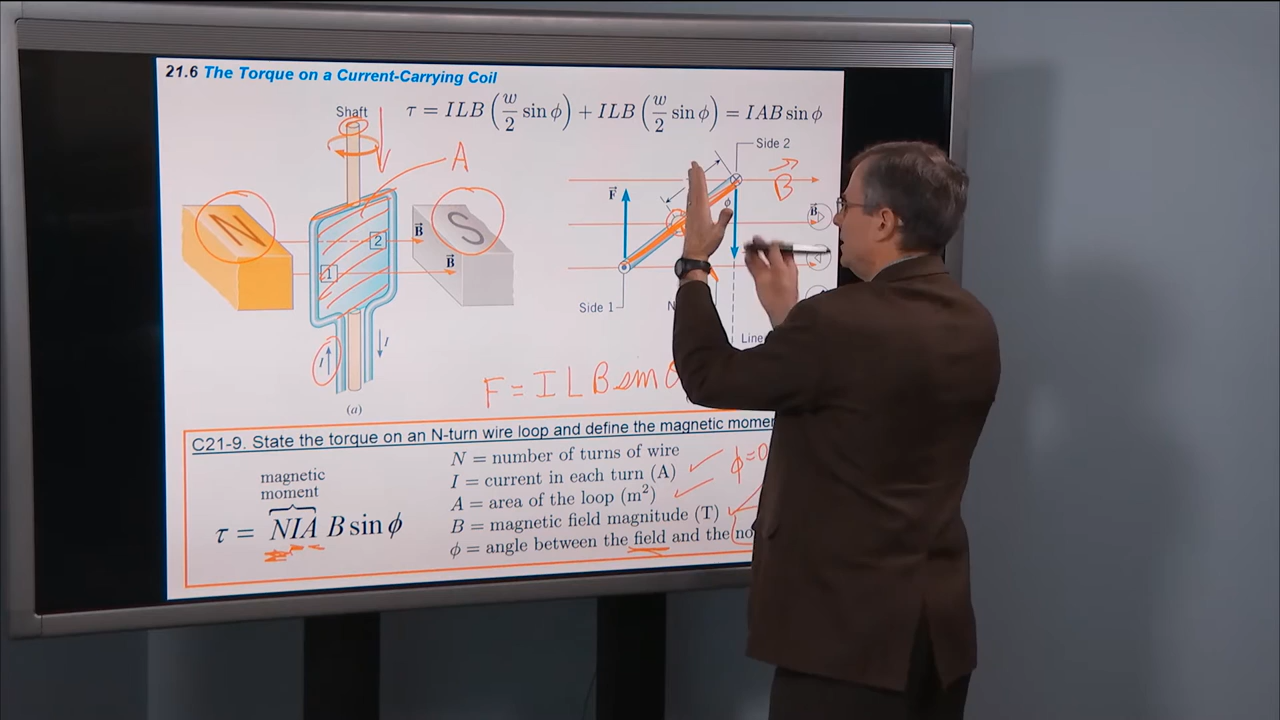 21.6 The Torque on a Current-Carrying Coil
τ = ILB (w/2 sin ϕ) + ILB (w/2 sin ϕ) = IAB sin ϕ
Shaft
A
Side 2
N
S
F
ϕ
B
B
B
B
2
1
Side 1
N
Line
I
I
F = ILB sin
(a)
C21-9. State the torque on an N-turn wire loop and define the magnetic
magnetic
moment
τ = NIA B sin ϕ
N = number of turns of wire
I = current in each turn (A)
A = area of the loop (m²)
B = magnetic field magnitude (T)
ϕ = angle between the field and the
ϕ=0